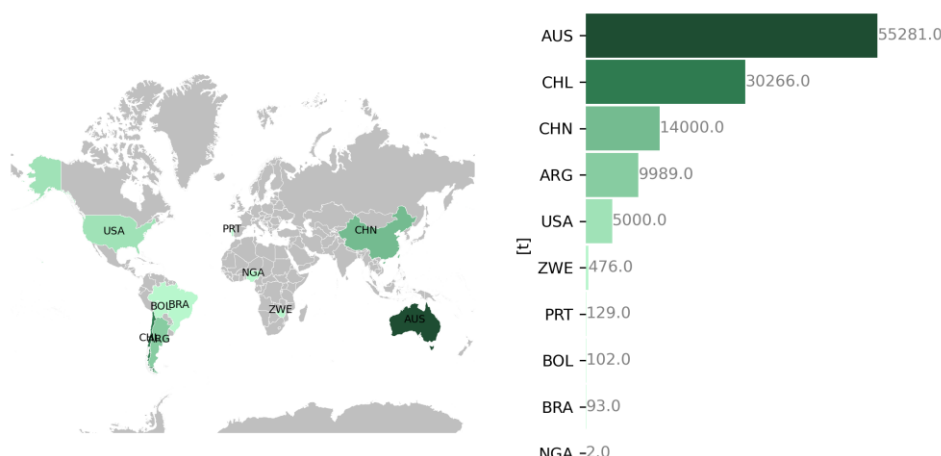 USA
PRT
CHN
NGA
BOL
BRA
ZWE
AUS
CHL
ARG
AUS 55281.0
CHL 30266.0
CHN 14000.0
ARG 9989.0
USA 5000.0
[t]
ZWE 476.0
PRT 129.0
BOL 102.0
BRA 93.0
NGA 2.0